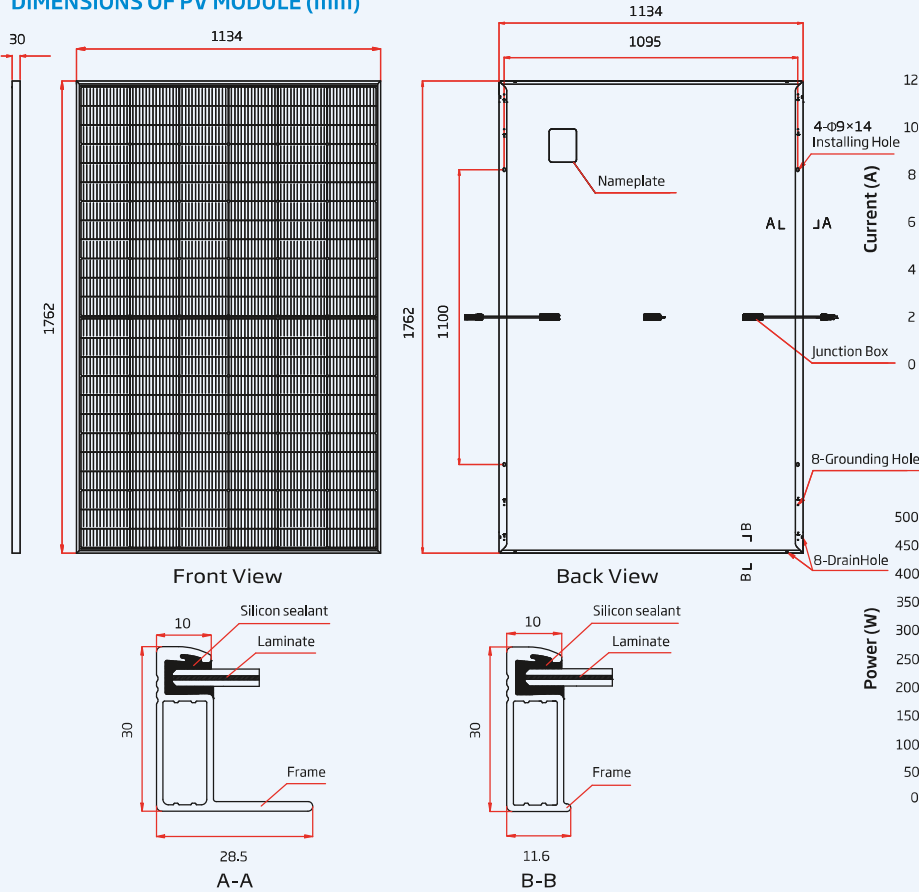 DIMENSIONS OF PV MODULE (mm)
30
1134
1762
Front View
1134
1095
1762
1100
4-Φ9×14
Installing Hole
Nameplate
A
A
Junction Box
8-Grounding Hole
8-DrainHole
B
B
Back View
Current (A)
12
10
8
6
4
2
0
Power (W)
500
450
400
350
300
250
200
150
100
50
0
10
Silicon sealant
Laminate
30
Frame
28.5
A-A
10
Silicon sealant
Laminate
30
Frame
11.6
B-B